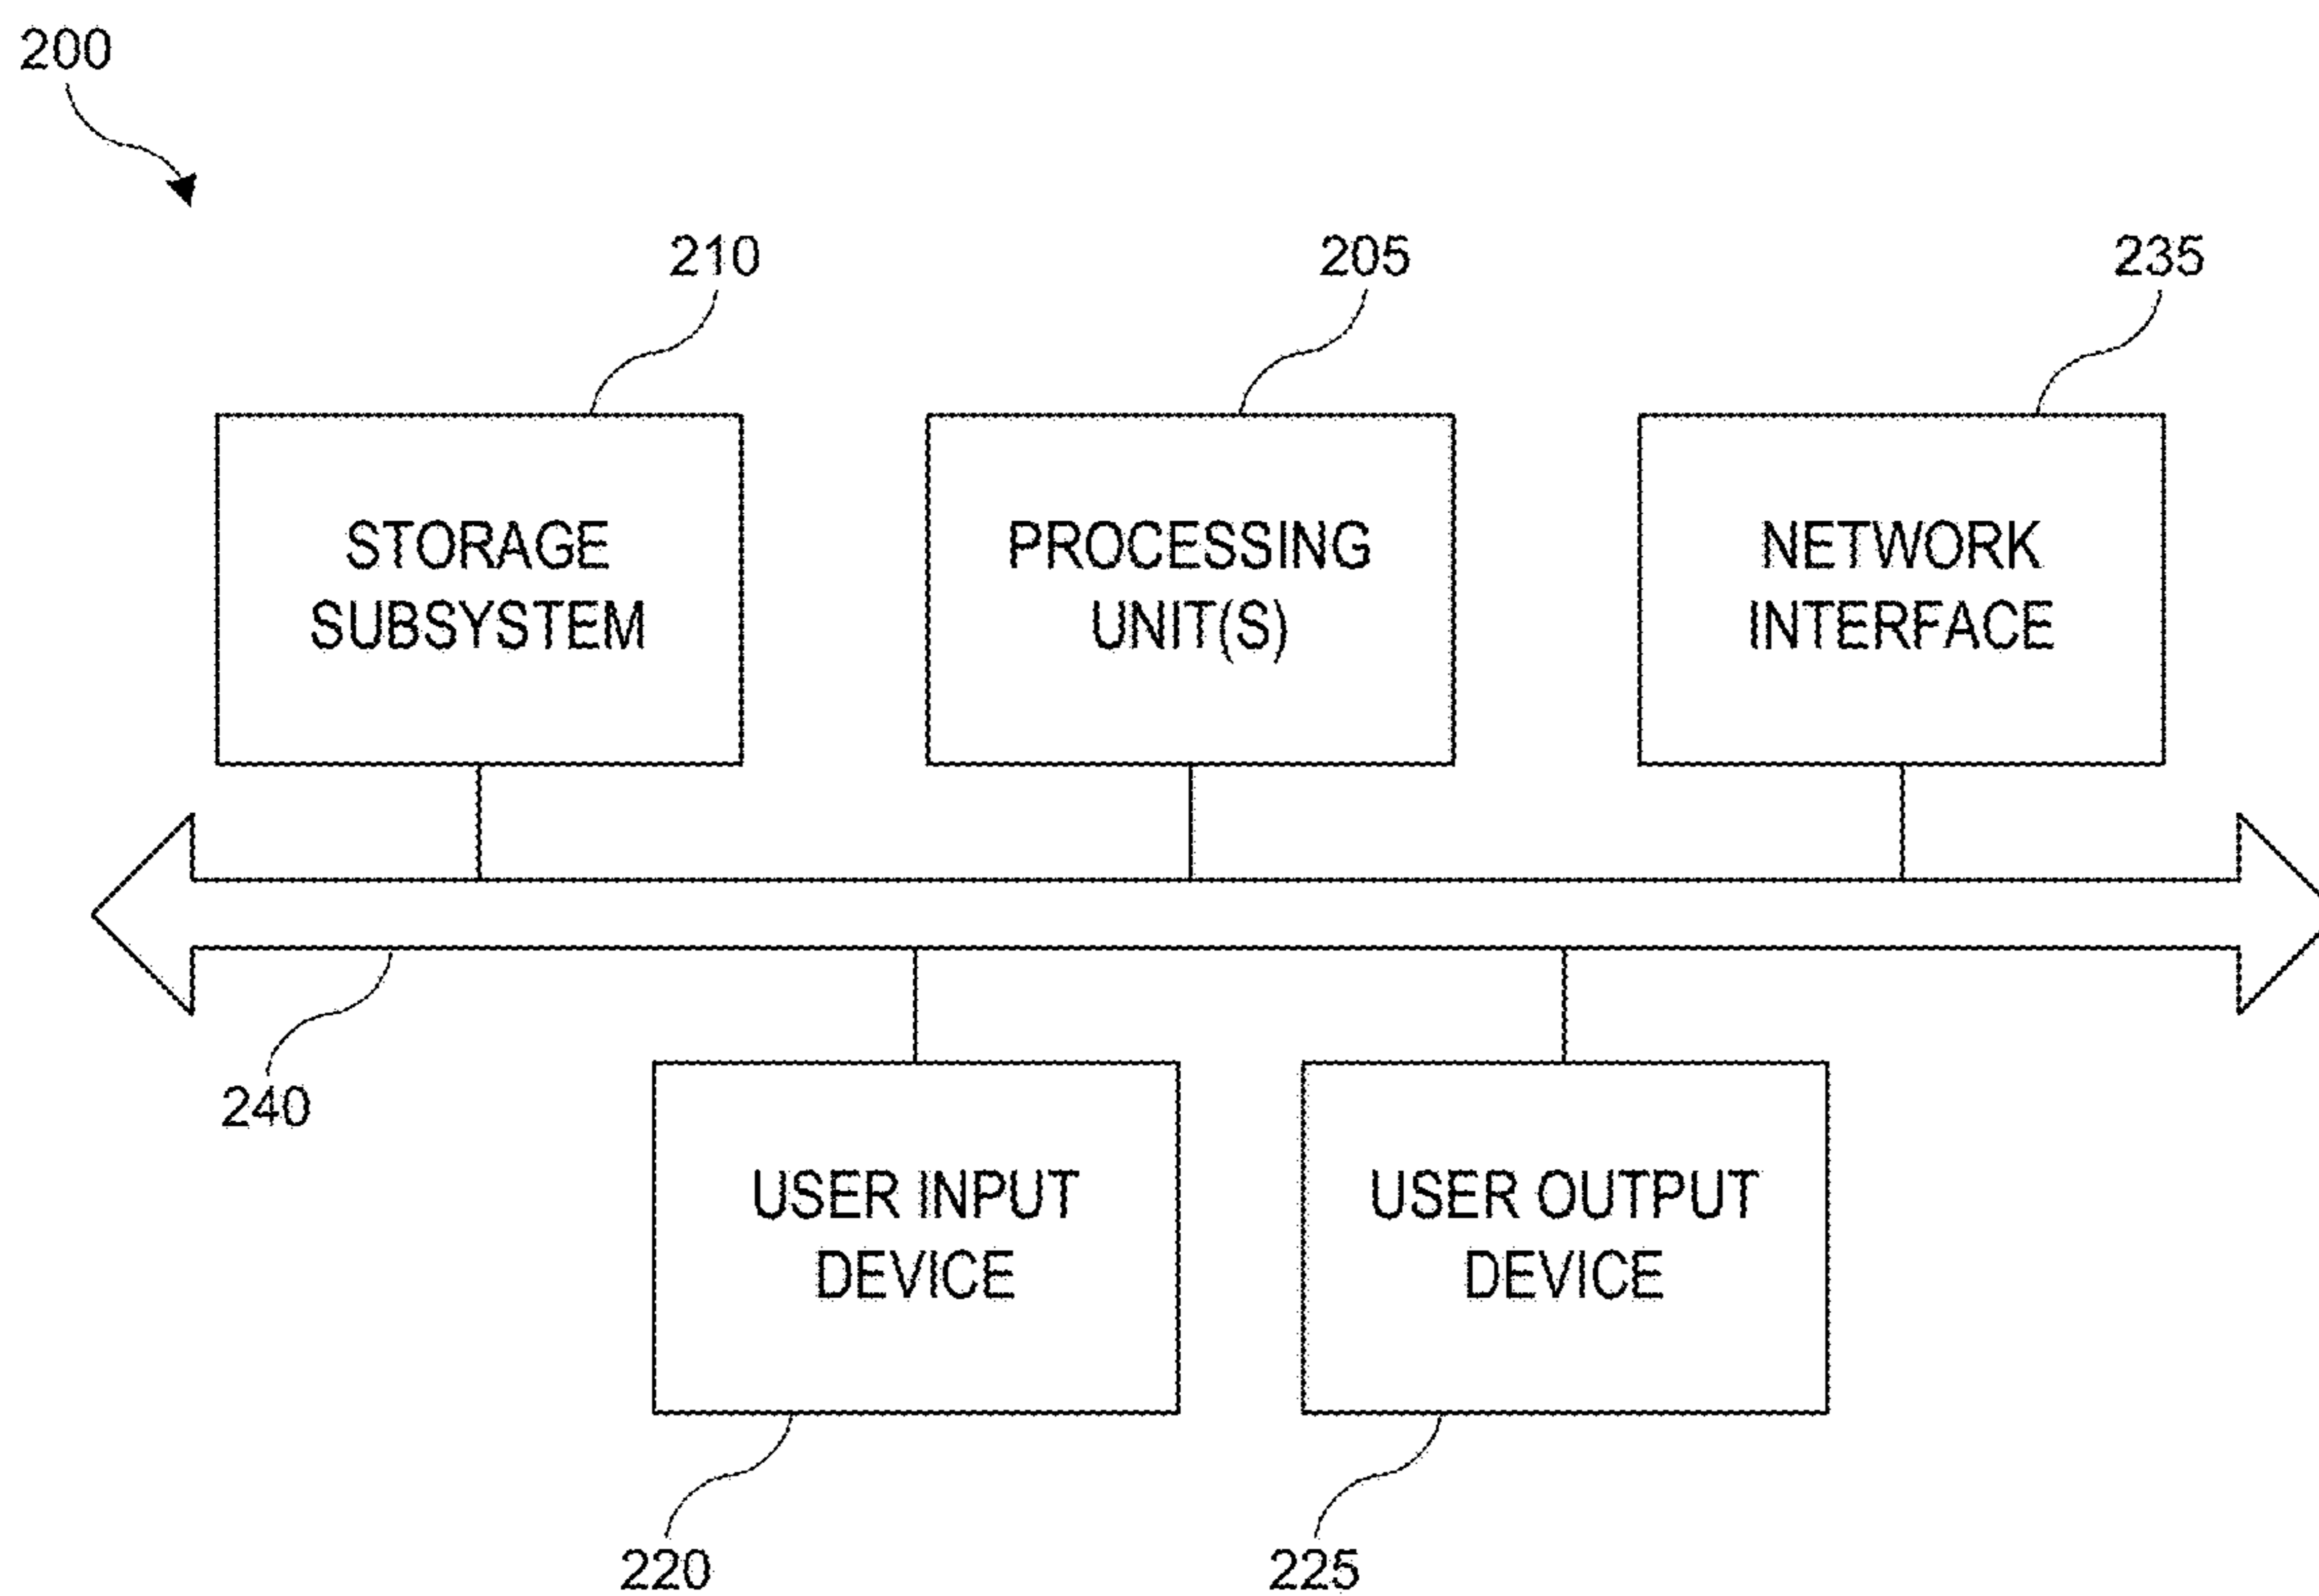 200
210
205
235
STORAGE
SUBSYSTEM
PROCESSING
UNIT(S)
NETWORK
INTERFACE
240
USER INPUT
DEVICE
USER OUTPUT
DEVICE
220
225